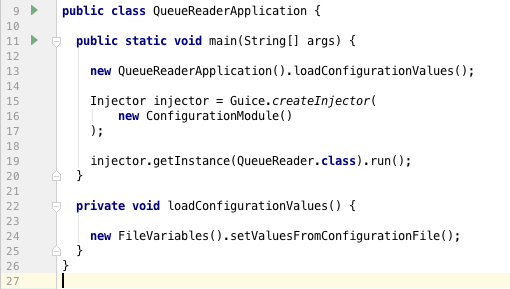 9 public class QueueReaderApplication {
10
11 public static void main(String[] args) {
12
13 new QueueReaderApplication().loadConfigurationValues();
14
15 Injector injector = Guice.createInjector(
16 new ConfigurationModule()
17 );
18
19 injector.getInstance(QueueReader.class).run();
20 }
21
22 private void loadConfigurationValues() {
23
24 new FileVariables().setValuesFromConfigurationFile();
25 }
26 }
27